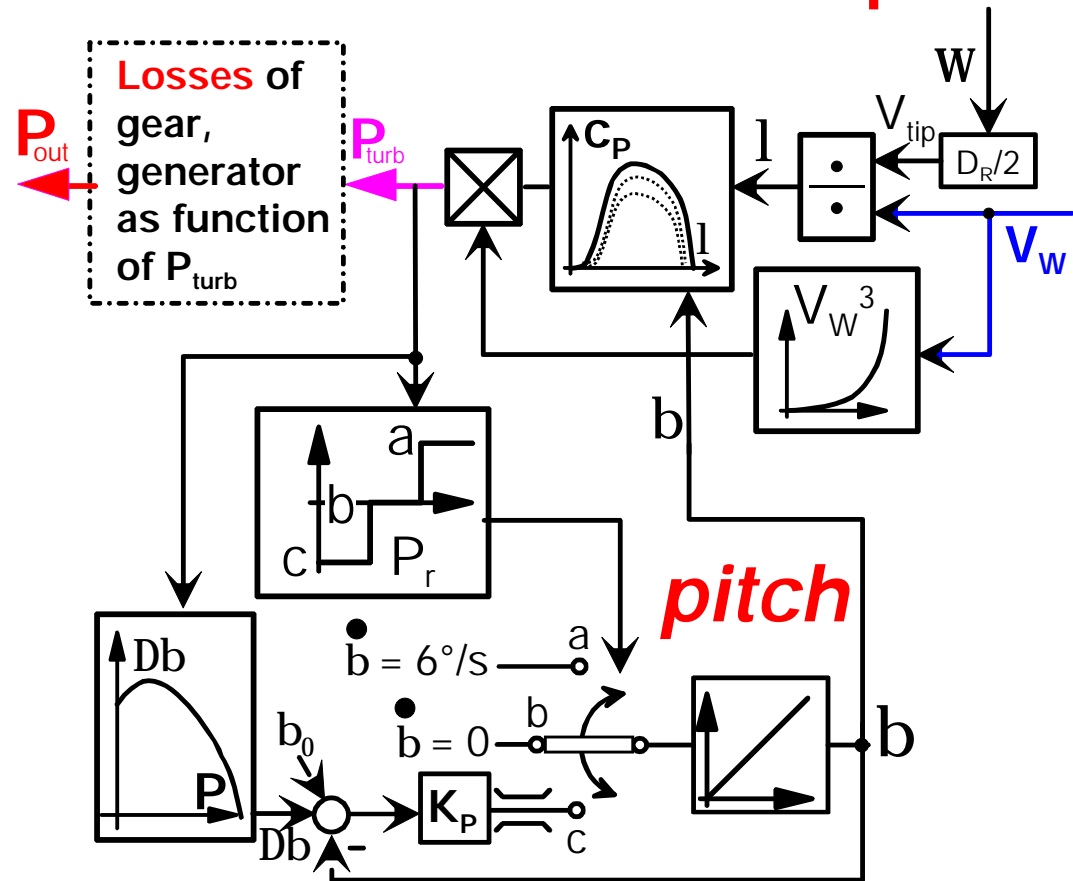 Losses of
gear,
generator
as function
of Pturb
Pout
Pturb
CP
l
l
Vtip
W
DR/2
VW
VW3
b
a
b
c
Pr
pitch
Db
P
b = 6°/s
a
b = 0
b
b0
Db
-
KP
c
b